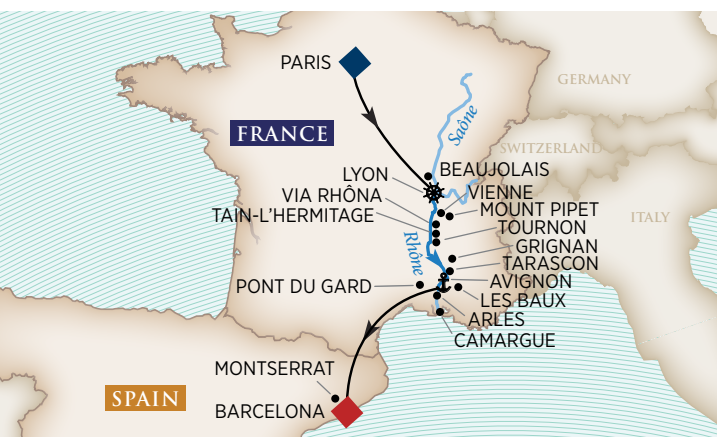 PARIS
GERMANY
Saône
FRANCE
SWITZERLAND
BEAUJOLAIS
LYON
VIENNE
VIA RHÔNA
MOUNT PIPET
TAIN-L'HERMITAGE
ITALY
TOURNON
Rhône
GRIGNAN
TARASCON
AVIGNON
PONT DU GARD
LES BAUX
ARLES
CAMARGUE
MONTSERRAT
SPAIN
BARCELONA